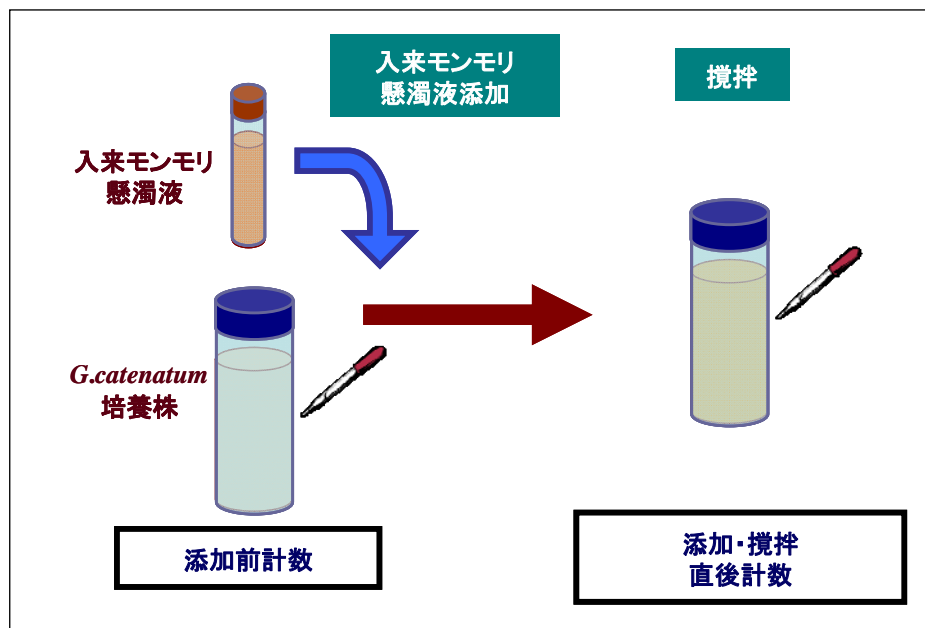 入来モンモリ
懸濁液添加
攪拌
入来モンモリ
懸濁液
G.catenatum
培養株
添加前計数
添加・攪拌
直後計数